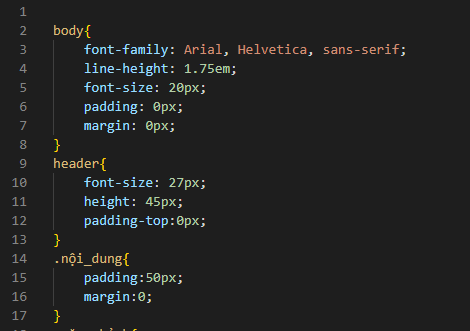 1
2 body{
3 font-family: Arial, Helvetica, sans-serif;
4 line-height: 1.75em;
5 font-size: 20px;
6 padding: 0px;
7 margin: 0px;
8 }
9 header{
10 font-size: 27px;
11 height: 45px;
12 padding-top:0px;
13 }
14 .nội_dung{
15 padding:50px;
16 margin:0;
17 }